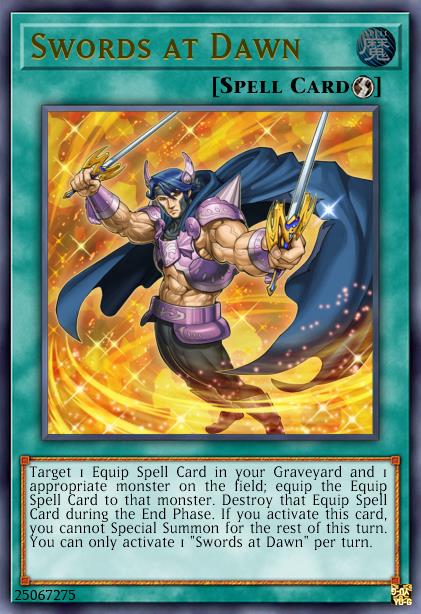 Swords at Dawn
[Spell Card]
Target 1 Equip Spell Card in your Graveyard and 1
appropriate monster on the field; equip the Equip
Spell Card to that monster. Destroy that Equip Spell
Card during the End Phase. If you activate this card,
you cannot Special Summon for the rest of this turn.
You can only activate 1 "Swords at Dawn" per turn.
25067275